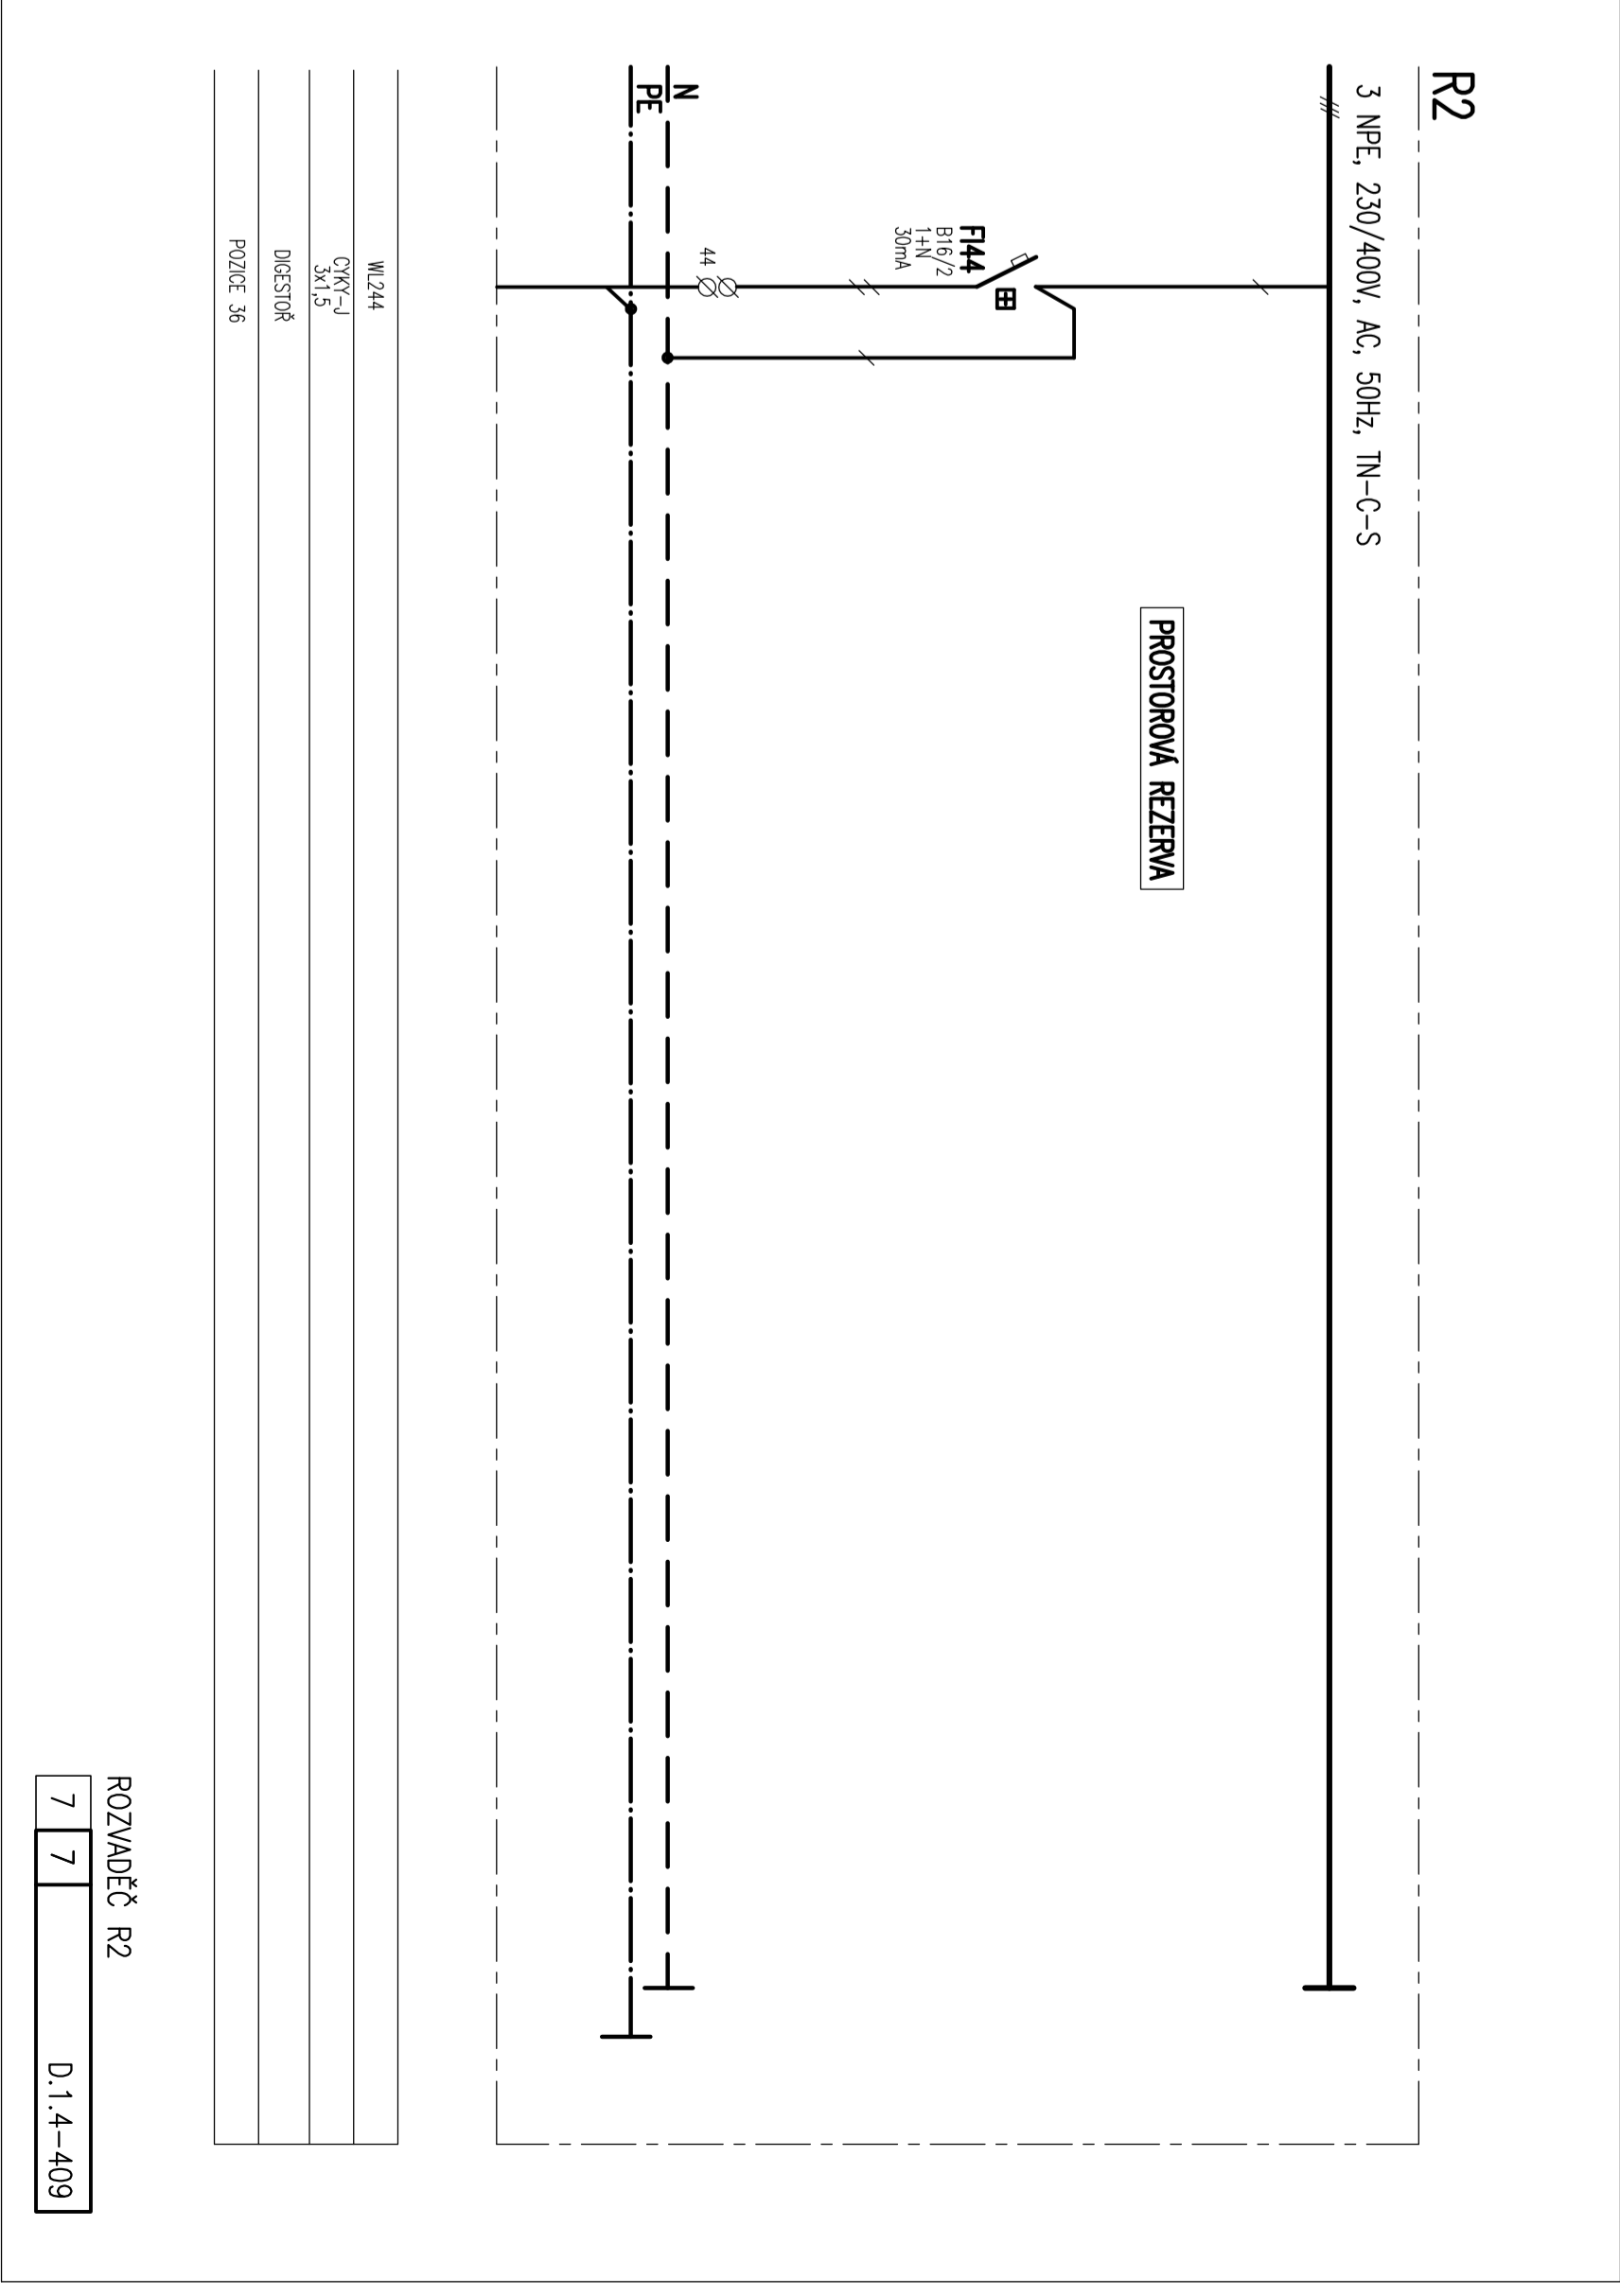 R2
3 NPE, 230/400V, AC, 50Hz, TN-C-S
PROSTOROVÁ REZERVA
FI44
B16/2
1+N
30mA
44
N
PE
WL244
CYKY-J
3x1,5
DIGESTOŘ
POZICE 36
ROZVADĚČ R2
7 7 D.1.4-409